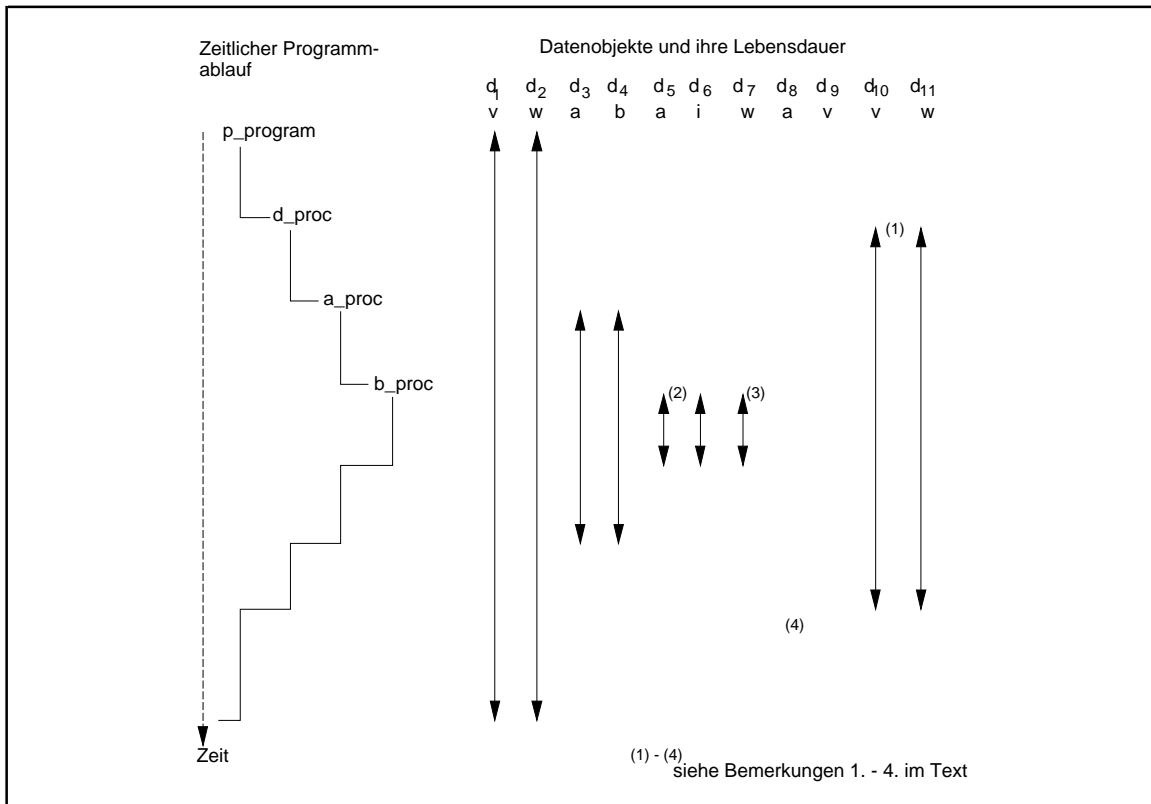 Zeitlicher Programm-
ablauf
Datenobjekte und ihre Lebensdauer
d1 d2 d3 d4 d5 d6 d7 d8 d9 d10 d11
v w a b a i w a v v w
p_program
d_proc
(1)
a_proc
b_proc
(2) (3)
(4)
Zeit
(1) - (4) siehe Bemerkungen 1. - 4. im Text